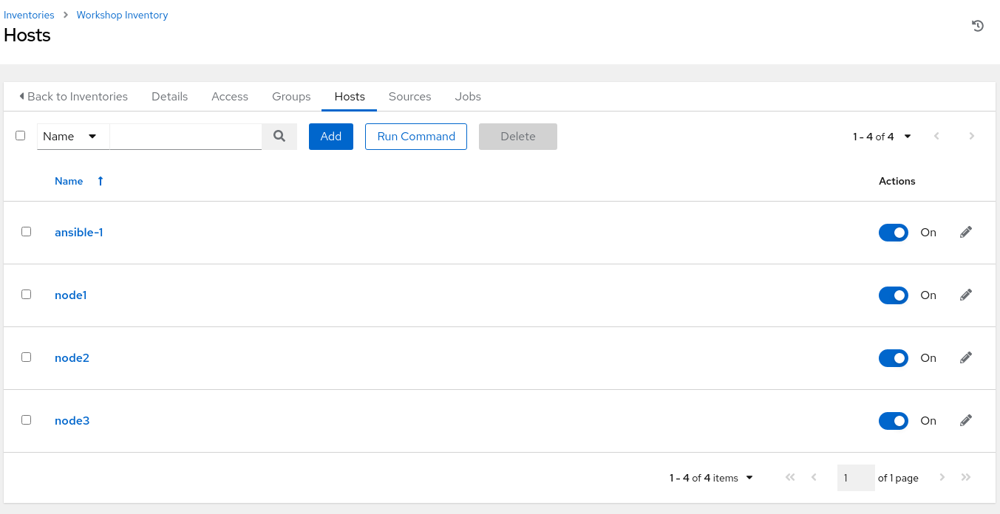 Inventories Workshop Inventory
Hosts
Back to Inventories Details Access Groups Hosts Sources Jobs
Name Add Run Command Delete 1 - 4 of 4
Name Actions
ansible-1 On
node1 On
node2 On
node3 On
1 - 4 of 4 items 1 of 1 page